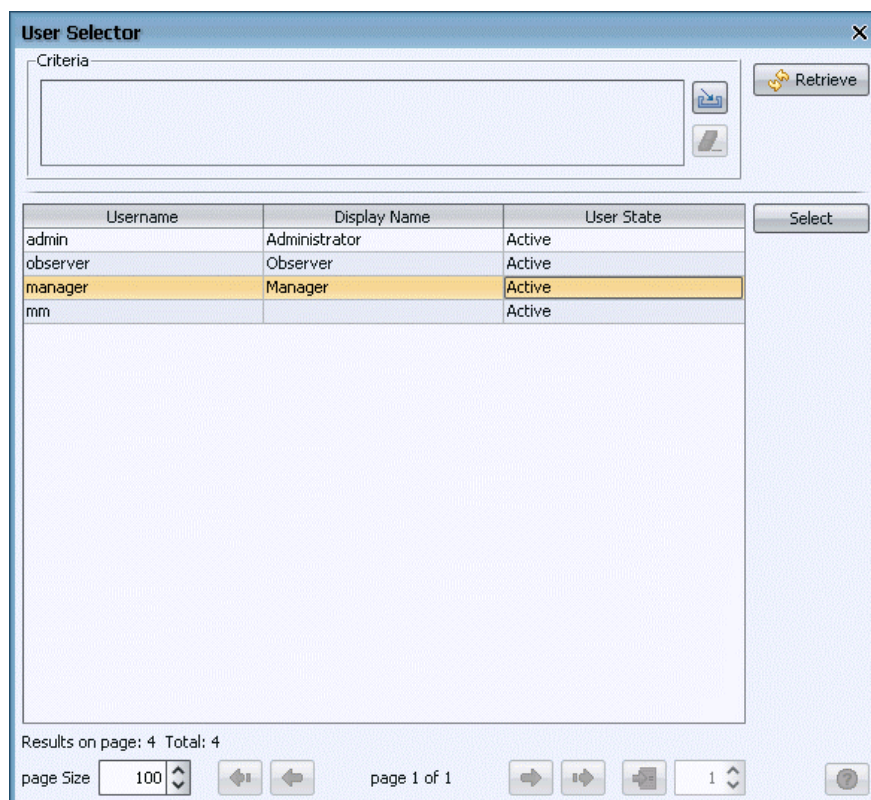 User Selector
Criteria
Retrieve
Username Display Name User State
Select
admin Administrator Active
observer Observer Active
manager Manager Active
mm Active
Results on page: 4 Total: 4
page Size 100 page 1 of 1 1